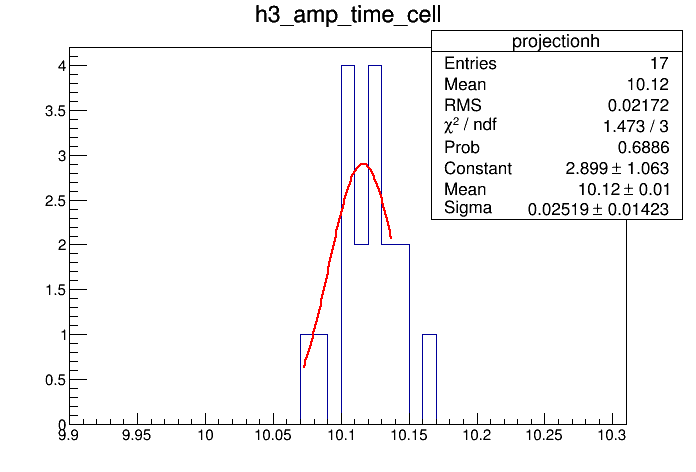 h3_amp_time_cell
projectionh
Entries 17
Mean 10.12
RMS 0.02172
χ² / ndf 1.473 / 3
Prob 0.6886
Constant 2.899 ± 1.063
Mean 10.12 ± 0.01
Sigma 0.02519 ± 0.01423
4
3.5
3
2.5
2
1.5
1
0.5
0
9.9 9.95 10 10.05 10.1 10.15 10.2 10.25 10.3